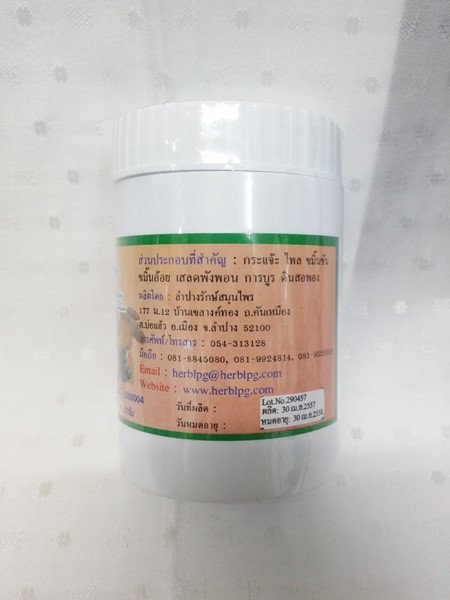 ส่วนประกอบที่สำคัญ : กระแจ๊ะ ไพล ขมิ้นชัน
ขมิ้นอ้อย เสลดพังพอน การบูร ดินสอพอง
ผลิตโดย : ลำปางรักษ์สมุนไพร
177 ม.12 บ้านเขลางค์ทอง ถ.คันเหมือง
ต.บ่อแฮ้ว อ.เมือง จ.ลำปาง 52100
โทรศัพท์/โทรสาร : 054-313128
มือถือ : 081-8845080, 081-9924814,
Email : herblpg@herblpg.com
Website : www.herblpg.com
วันที่ผลิต :
วันหมดอายุ :
Lot.No.290457
ผลิต: 30 เม.ย.2557
หมดอายุ: 30 เม.ย.2559